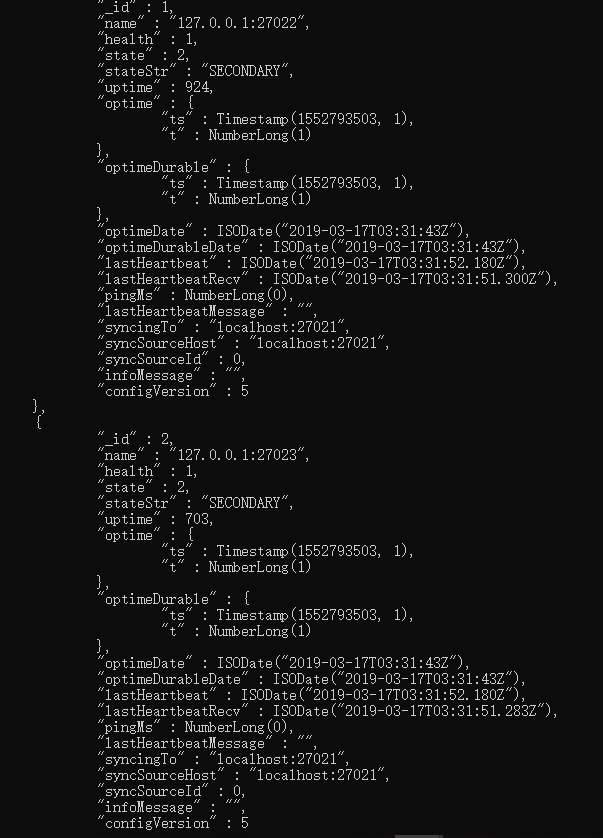 "_id" : 1,
"name" : "127.0.0.1:27022",
"health" : 1,
"state" : 2,
"stateStr" : "SECONDARY",
"uptime" : 924,
"optime" : {
"ts" : Timestamp(1552793503, 1),
"t" : NumberLong(1)
},
"optimeDurable" : {
"ts" : Timestamp(1552793503, 1),
"t" : NumberLong(1)
},
"optimeDate" : ISODate("2019-03-17T03:31:43Z"),
"optimeDurableDate" : ISODate("2019-03-17T03:31:43Z"),
"lastHeartbeat" : ISODate("2019-03-17T03:31:52.180Z"),
"lastHeartbeatRecv" : ISODate("2019-03-17T03:31:51.300Z"),
"pingMs" : NumberLong(0),
"lastHeartbeatMessage" : "",
"syncingTo" : "localhost:27021",
"syncSourceHost" : "localhost:27021",
"syncSourceId" : 0,
"infoMessage" : "",
"configVersion" : 5
},
{
"_id" : 2,
"name" : "127.0.0.1:27023",
"health" : 1,
"state" : 2,
"stateStr" : "SECONDARY",
"uptime" : 703,
"optime" : {
"ts" : Timestamp(1552793503, 1),
"t" : NumberLong(1)
},
"optimeDurable" : {
"ts" : Timestamp(1552793503, 1),
"t" : NumberLong(1)
},
"optimeDate" : ISODate("2019-03-17T03:31:43Z"),
"optimeDurableDate" : ISODate("2019-03-17T03:31:43Z"),
"lastHeartbeat" : ISODate("2019-03-17T03:31:52.180Z"),
"lastHeartbeatRecv" : ISODate("2019-03-17T03:31:51.283Z"),
"pingMs" : NumberLong(0),
"lastHeartbeatMessage" : "",
"syncingTo" : "localhost:27021",
"syncSourceHost" : "localhost:27021",
"syncSourceId" : 0,
"infoMessage" : "",
"configVersion" : 5